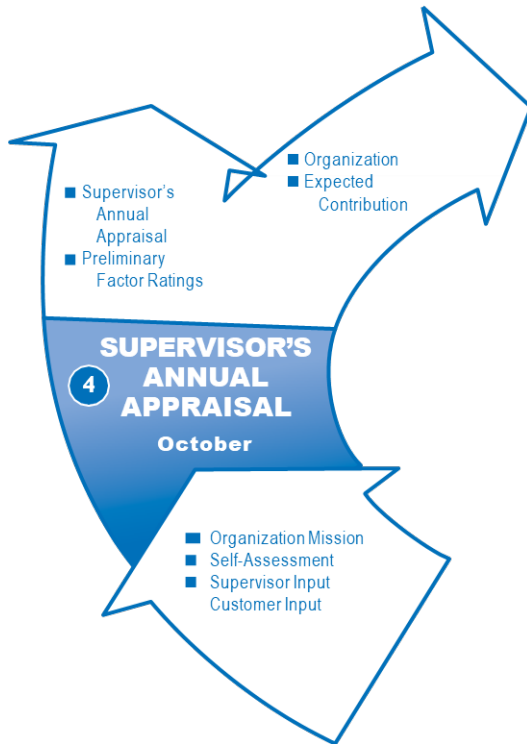 ■ Organization
■ Expected
Contribution
■ Supervisor's
Annual
Appraisal
■ Preliminary
Factor Ratings
4
SUPERVISOR'S
ANNUAL
APPRAISAL
October
■ Organization Mission
■ Self-Assessment
■ Supervisor Input
Customer Input